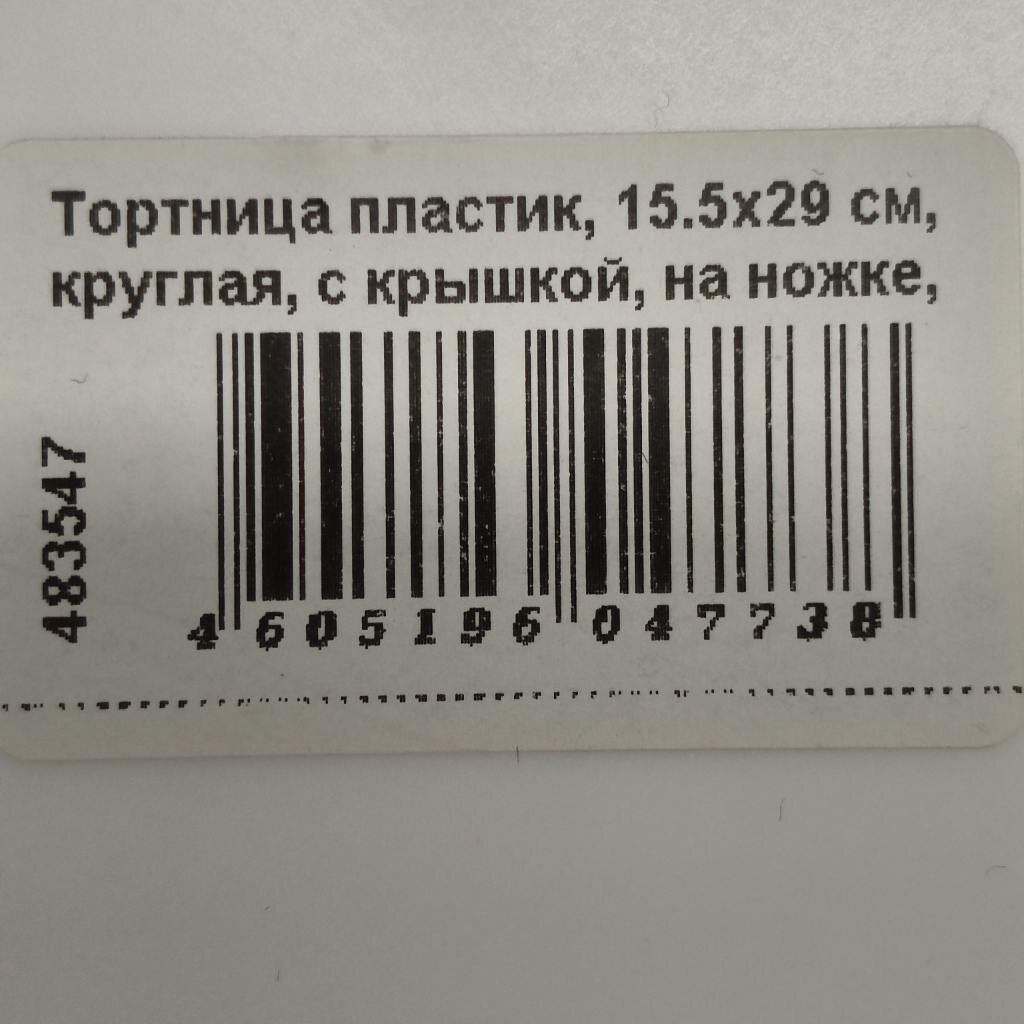 Тортница пластик, 15.5х29 см,
круглая, с крышкой, на ножке,
483547
4 605196 047738